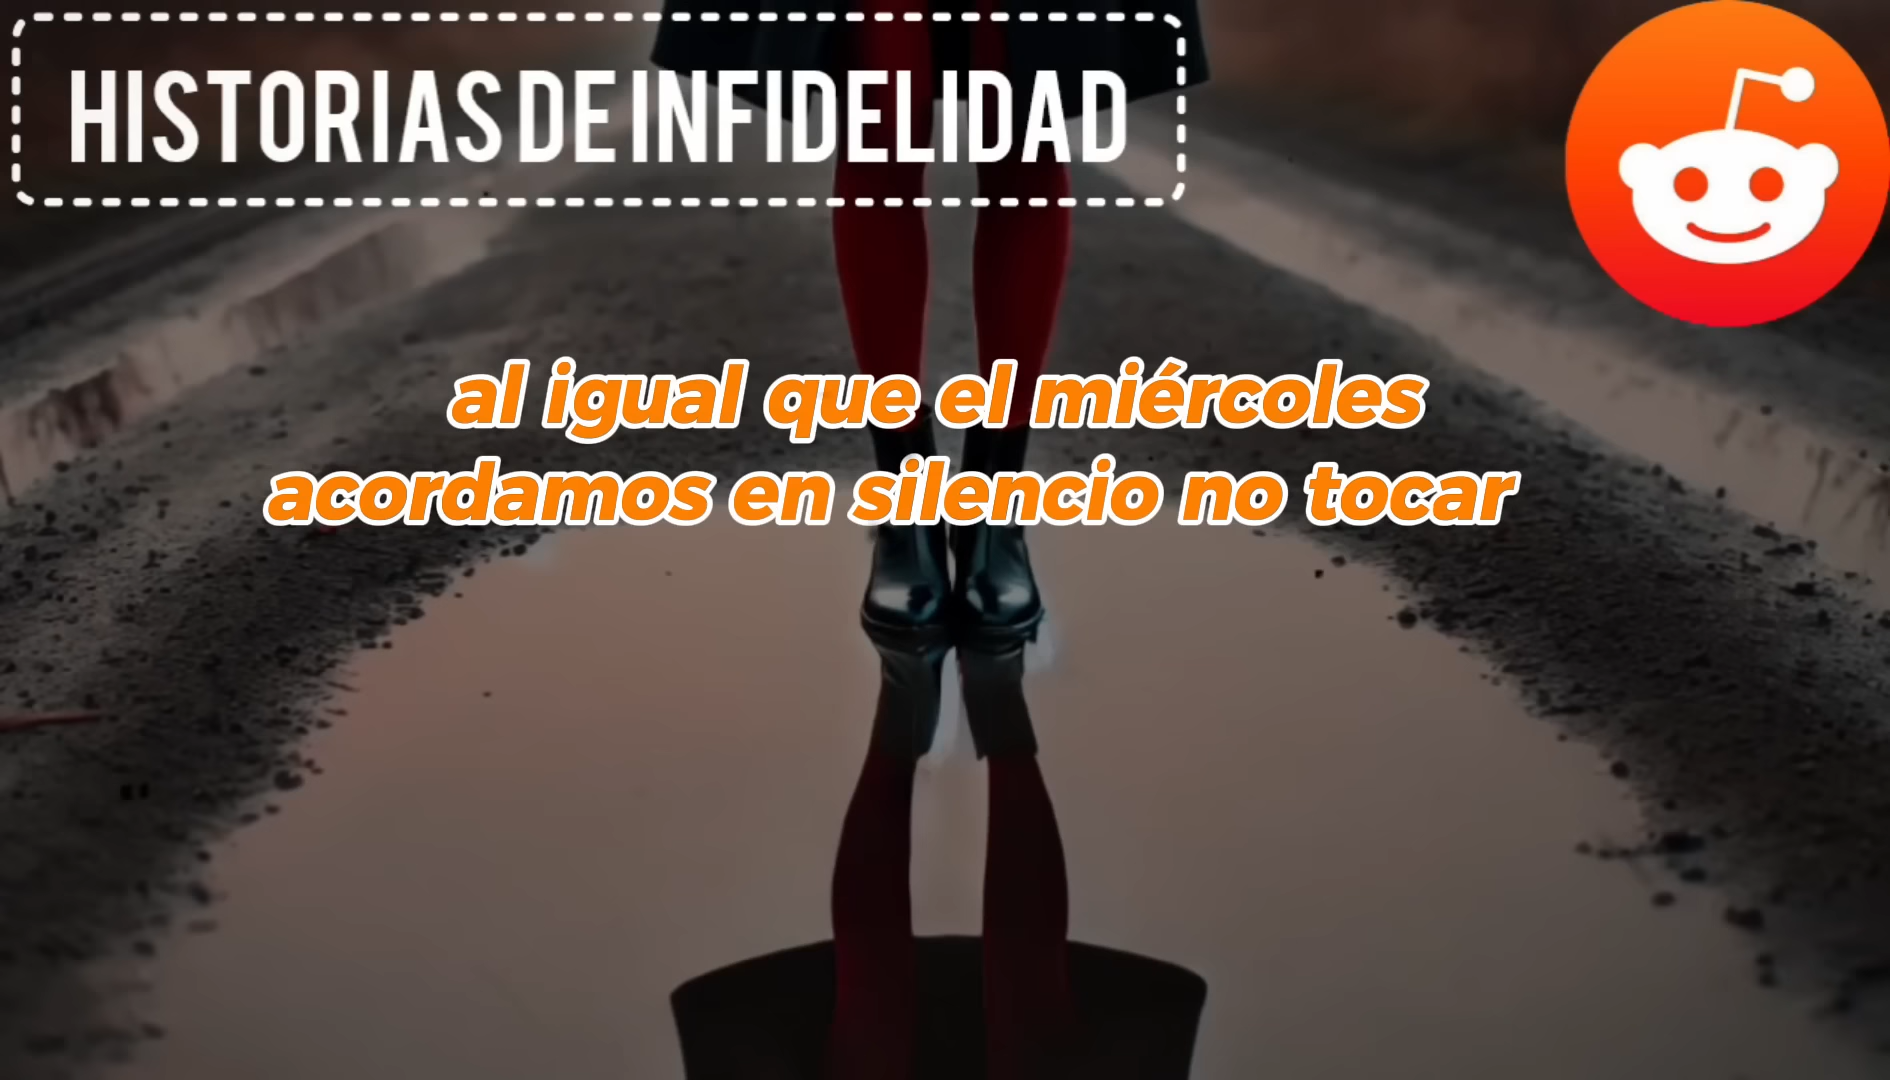 HISTORIAS DE INFIDELIDAD
al igual que el miércoles
acordamos en silencio no tocar